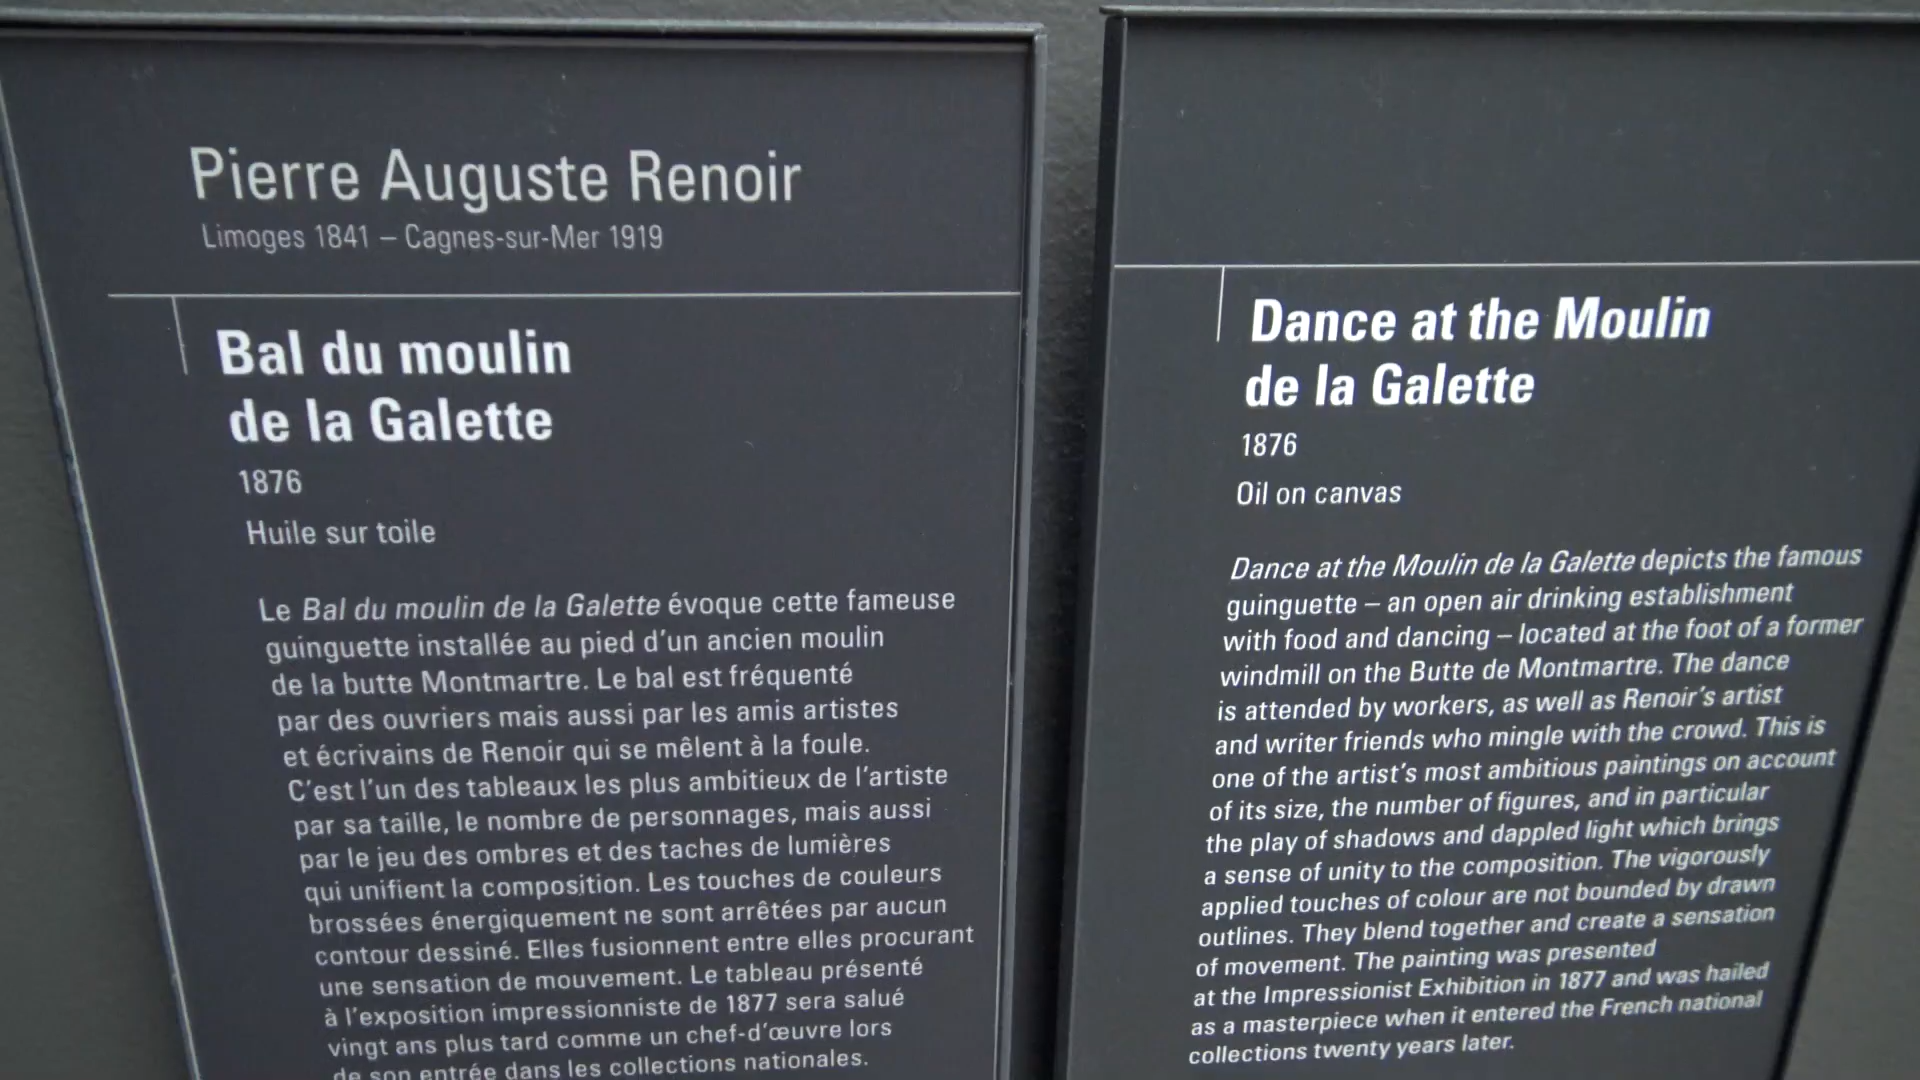 Pierre Auguste Renoir
Limoges 1841 – Cagnes-sur-Mer 1919
Bal du moulin
de la Galette
1876
Huile sur toile
Le Bal du moulin de la Galette évoque cette fameuse
guinguette installée au pied d'un ancien moulin
de la butte Montmartre. Le bal est fréquenté
par des ouvriers mais aussi par les amis artistes
et écrivains de Renoir qui se mêlent à la foule.
C'est l'un des tableaux les plus ambitieux de l'artiste
par sa taille, le nombre de personnages, mais aussi
par le jeu des ombres et des taches de lumières
qui unifient la composition. Les touches de couleurs
brossées énergiquement ne sont arrêtées par aucun
contour dessiné. Elles fusionnent entre elles procurant
une sensation de mouvement. Le tableau présenté
à l'exposition impressionniste de 1877 sera salué
vingt ans plus tard comme un chef-d'œuvre lors
de son entrée dans les collections nationales.
Dance at the Moulin
de la Galette
1876
Oil on canvas
Dance at the Moulin de la Galette depicts the famous
guinguette – an open air drinking establishment
with food and dancing – located at the foot of a former
windmill on the Butte de Montmartre. The dance
is attended by workers, as well as Renoir's artist
and writer friends who mingle with the crowd. This is
one of the artist's most ambitious paintings on account
of its size, the number of figures, and in particular
the play of shadows and dappled light which brings
a sense of unity to the composition. The vigorously
applied touches of colour are not bounded by drawn
outlines. They blend together and create a sensation
of movement. The painting was presented
at the Impressionist Exhibition in 1877 and was hailed
as a masterpiece when it entered the French national
collections twenty years later.